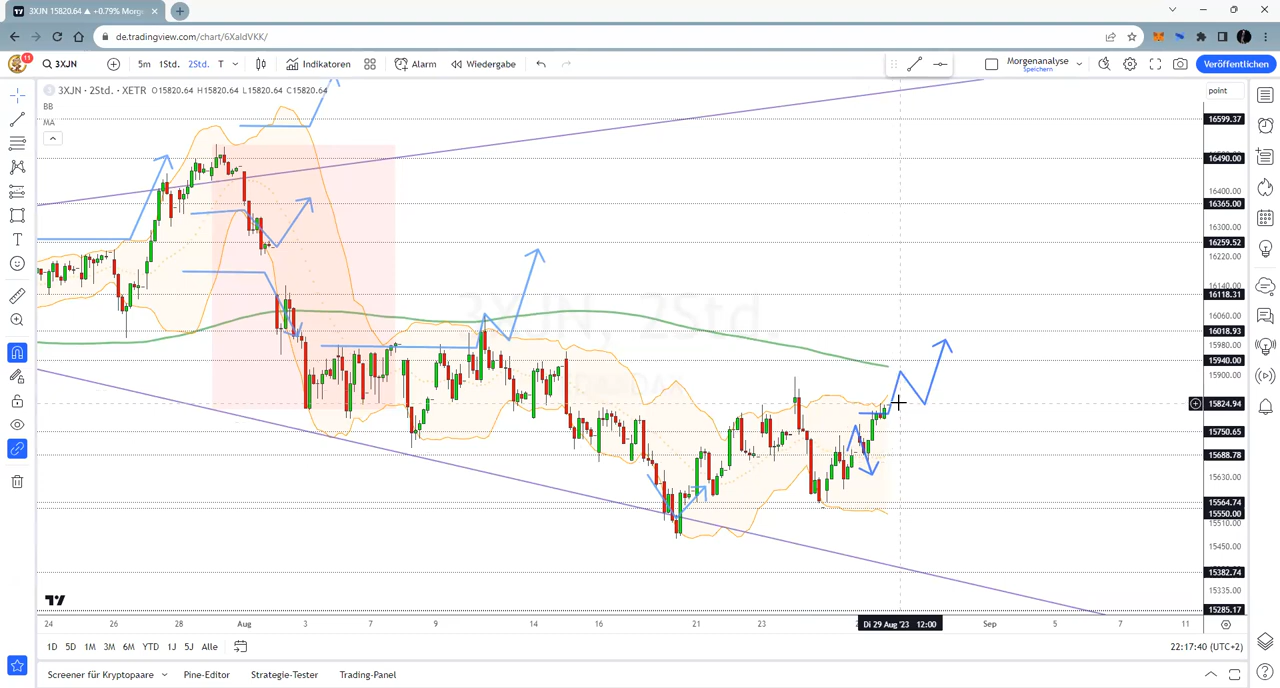 3XJN 15820.64 ▲ +0.79% Morge
de.tradingview.com/chart/6XaIdVKK/
11
3XJN
5m 1Std. 2Std. T
Indikatoren
Alarm
Wiedergabe
Morgenanalyse
Speichern
Veröffentlichen
3XJN · 2Std. · XETR O15820.64 H15820.64 L15820.64 C15820.64
BB
MA
3XJN, 2Std
point
16599.37
16490.00
16400.00
16365.00
16300.00
16259.52
16220.00
16140.00
16118.31
16060.00
16018.93
15980.00
15940.00
15900.00
15824.94
15750.65
15688.78
15630.00
15564.74
15550.00
15510.00
15450.00
15382.74
15335.00
15285.17
24 26 28 Aug 3 7 9 14 16 21 23 Di 29 Aug '23 12:00 Sep 5 7 11
1D 5D 1M 3M 6M YTD 1J 5J Alle
22:17:40 (UTC+2)
Screener für Kryptopaare Pine-Editor Strategie-Tester Trading-Panel